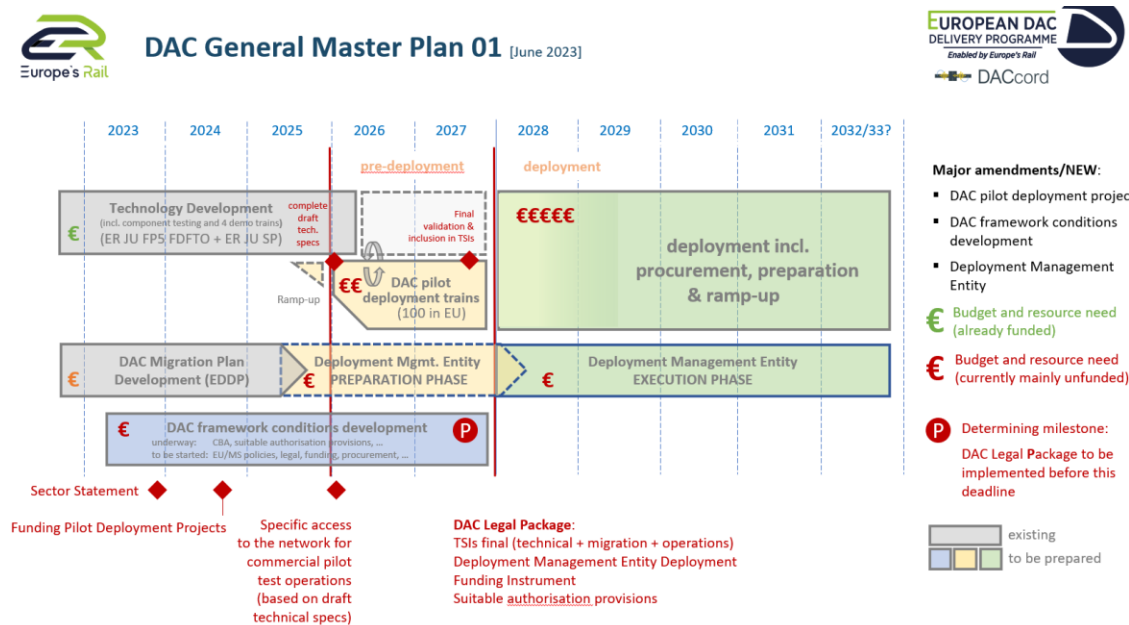 Europe's Rail
DAC General Master Plan 01 [June 2023]
EUROPEAN DAC
DELIVERY PROGRAMME
Enabled by Europe's Rail
DACcord
2023 2024 2025 2026 2027 2028 2029 2030 2031 2032/33?
pre-deployment deployment
Technology Development
(incl. component testing and 4 demo trains)
(ER JU FP5 FDFTO + ER JU SP)
€
complete
draft
tech.
specs
Final
validation &
inclusion in TSIs
€€€€€
deployment incl.
procurement, preparation
& ramp-up
Ramp-up
€€
DAC pilot
deployment trains
(100 in EU)
€
DAC Migration Plan
Development (EDDP)
€
Deployment Mgmt. Entity
PREPARATION PHASE
€
Deployment Management Entity
EXECUTION PHASE
€
DAC framework conditions development
underway: CBA, suitable authorisation provisions, ...
to be started: EU/MS policies, legal, funding, procurement, ...
P
Sector Statement
Funding Pilot Deployment Projects
Specific access
to the network for
commercial pilot
test operations
(based on draft
technical specs)
DAC Legal Package:
TSIs final (technical + migration + operations)
Deployment Management Entity Deployment
Funding Instrument
Suitable authorisation provisions
Major amendments/NEW:
▪ DAC pilot deployment projec
▪ DAC framework conditions
development
▪ Deployment Management
Entity
€ Budget and resource need
(already funded)
€ Budget and resource need
(currently mainly unfunded)
P Determining milestone:
DAC Legal Package to be
implemented before this
deadline
existing
to be prepared